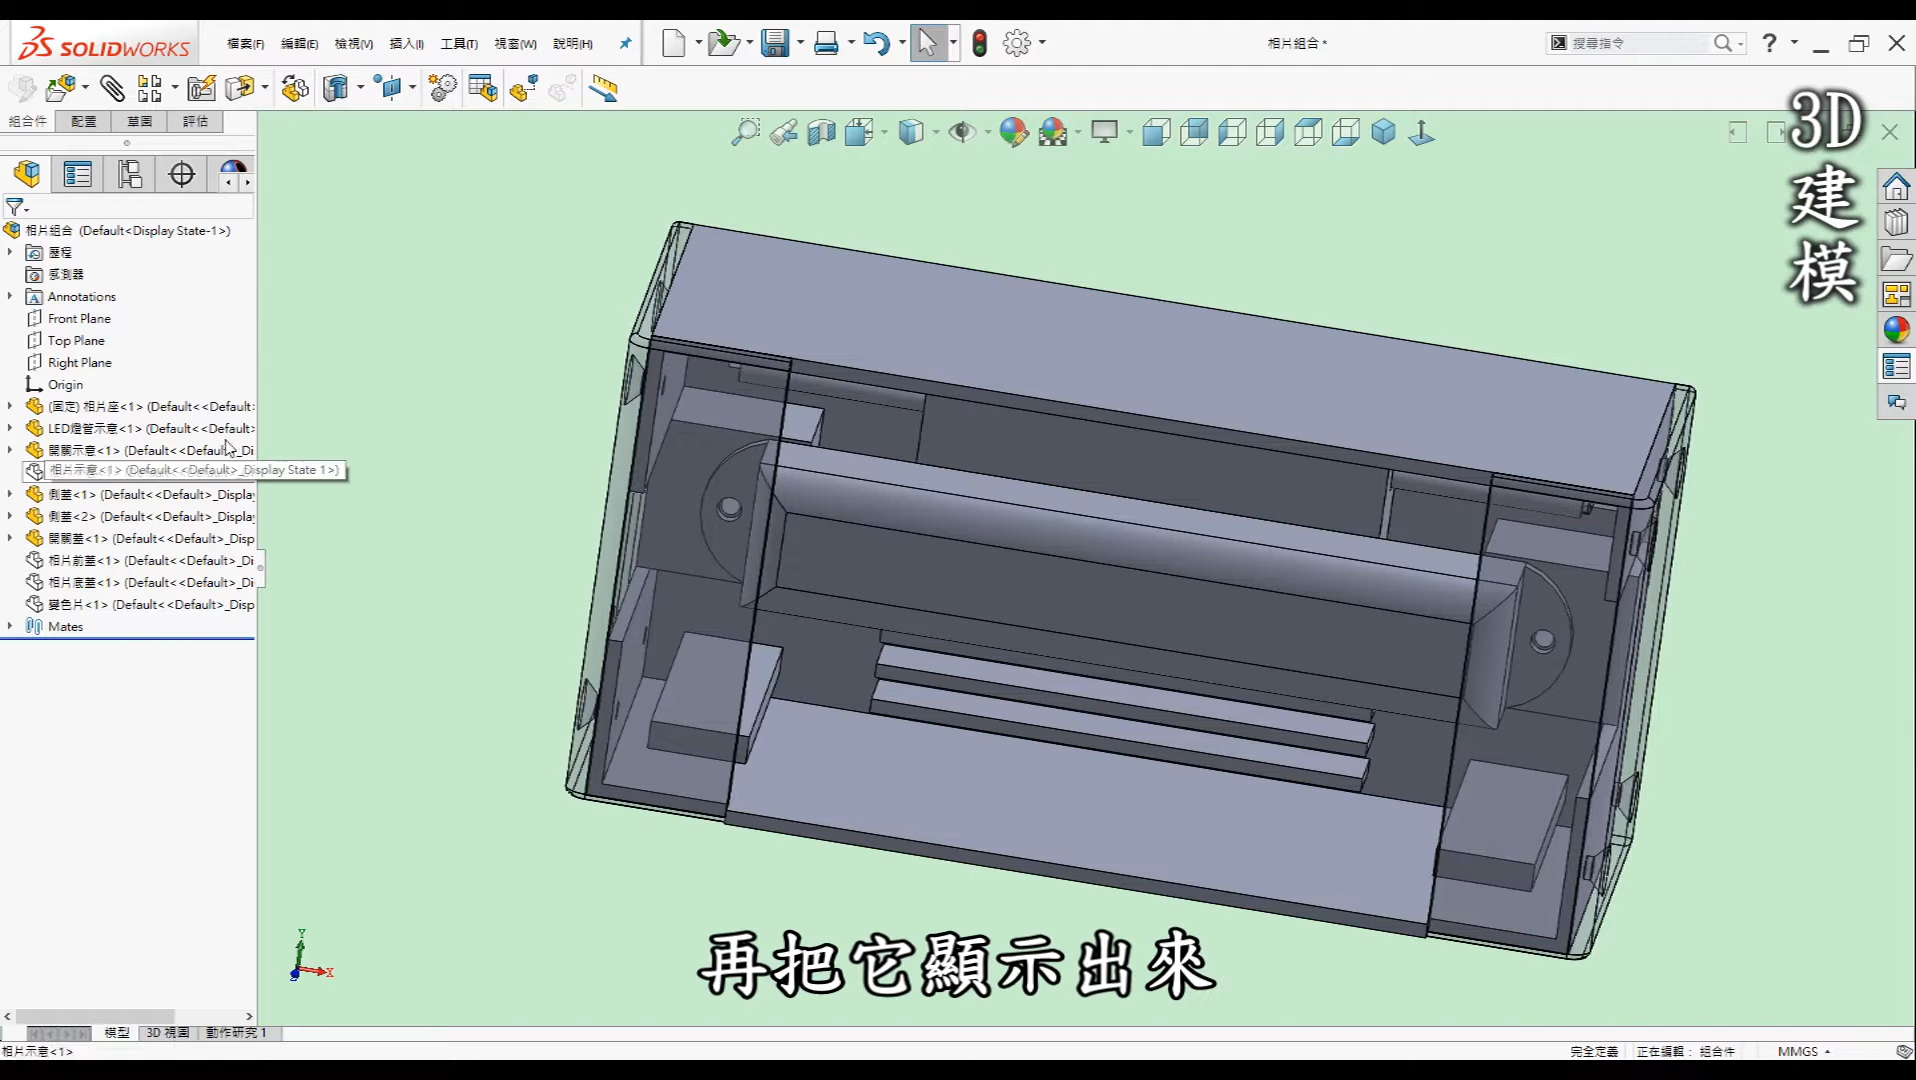 SOLIDWORKS
檔案(F) 編輯(E) 檢視(V) 插入(I) 工具(T) 視窗(W) 說明(H)
相片組合 *
搜尋指令
?
組合件 配置 草圖 評估
3D建模
相片組合 (Default<Display State-1>)
歷程
感測器
Annotations
Front Plane
Top Plane
Right Plane
Origin
(固定) 相片座<1> (Default<<Default>
LED燈管示意<1> (Default<<Default>
開關示意<1> (Default<<Default>_Di
相片示意<1> (Default<<Default>_Display State 1>)
側蓋<1> (Default<<Default>_Display
側蓋<2> (Default<<Default>_Display
開關蓋<1> (Default<<Default>_Disp
相片前蓋<1> (Default<<Default>_Di
相片底蓋<1> (Default<<Default>_Di
變色片<1> (Default<<Default>_Disp
Mates
Y
X
再把它顯示出來
模型 3D 視圖 動作研究 1
相片示意<1>
完全定義 正在編輯： 組合件 MMGS